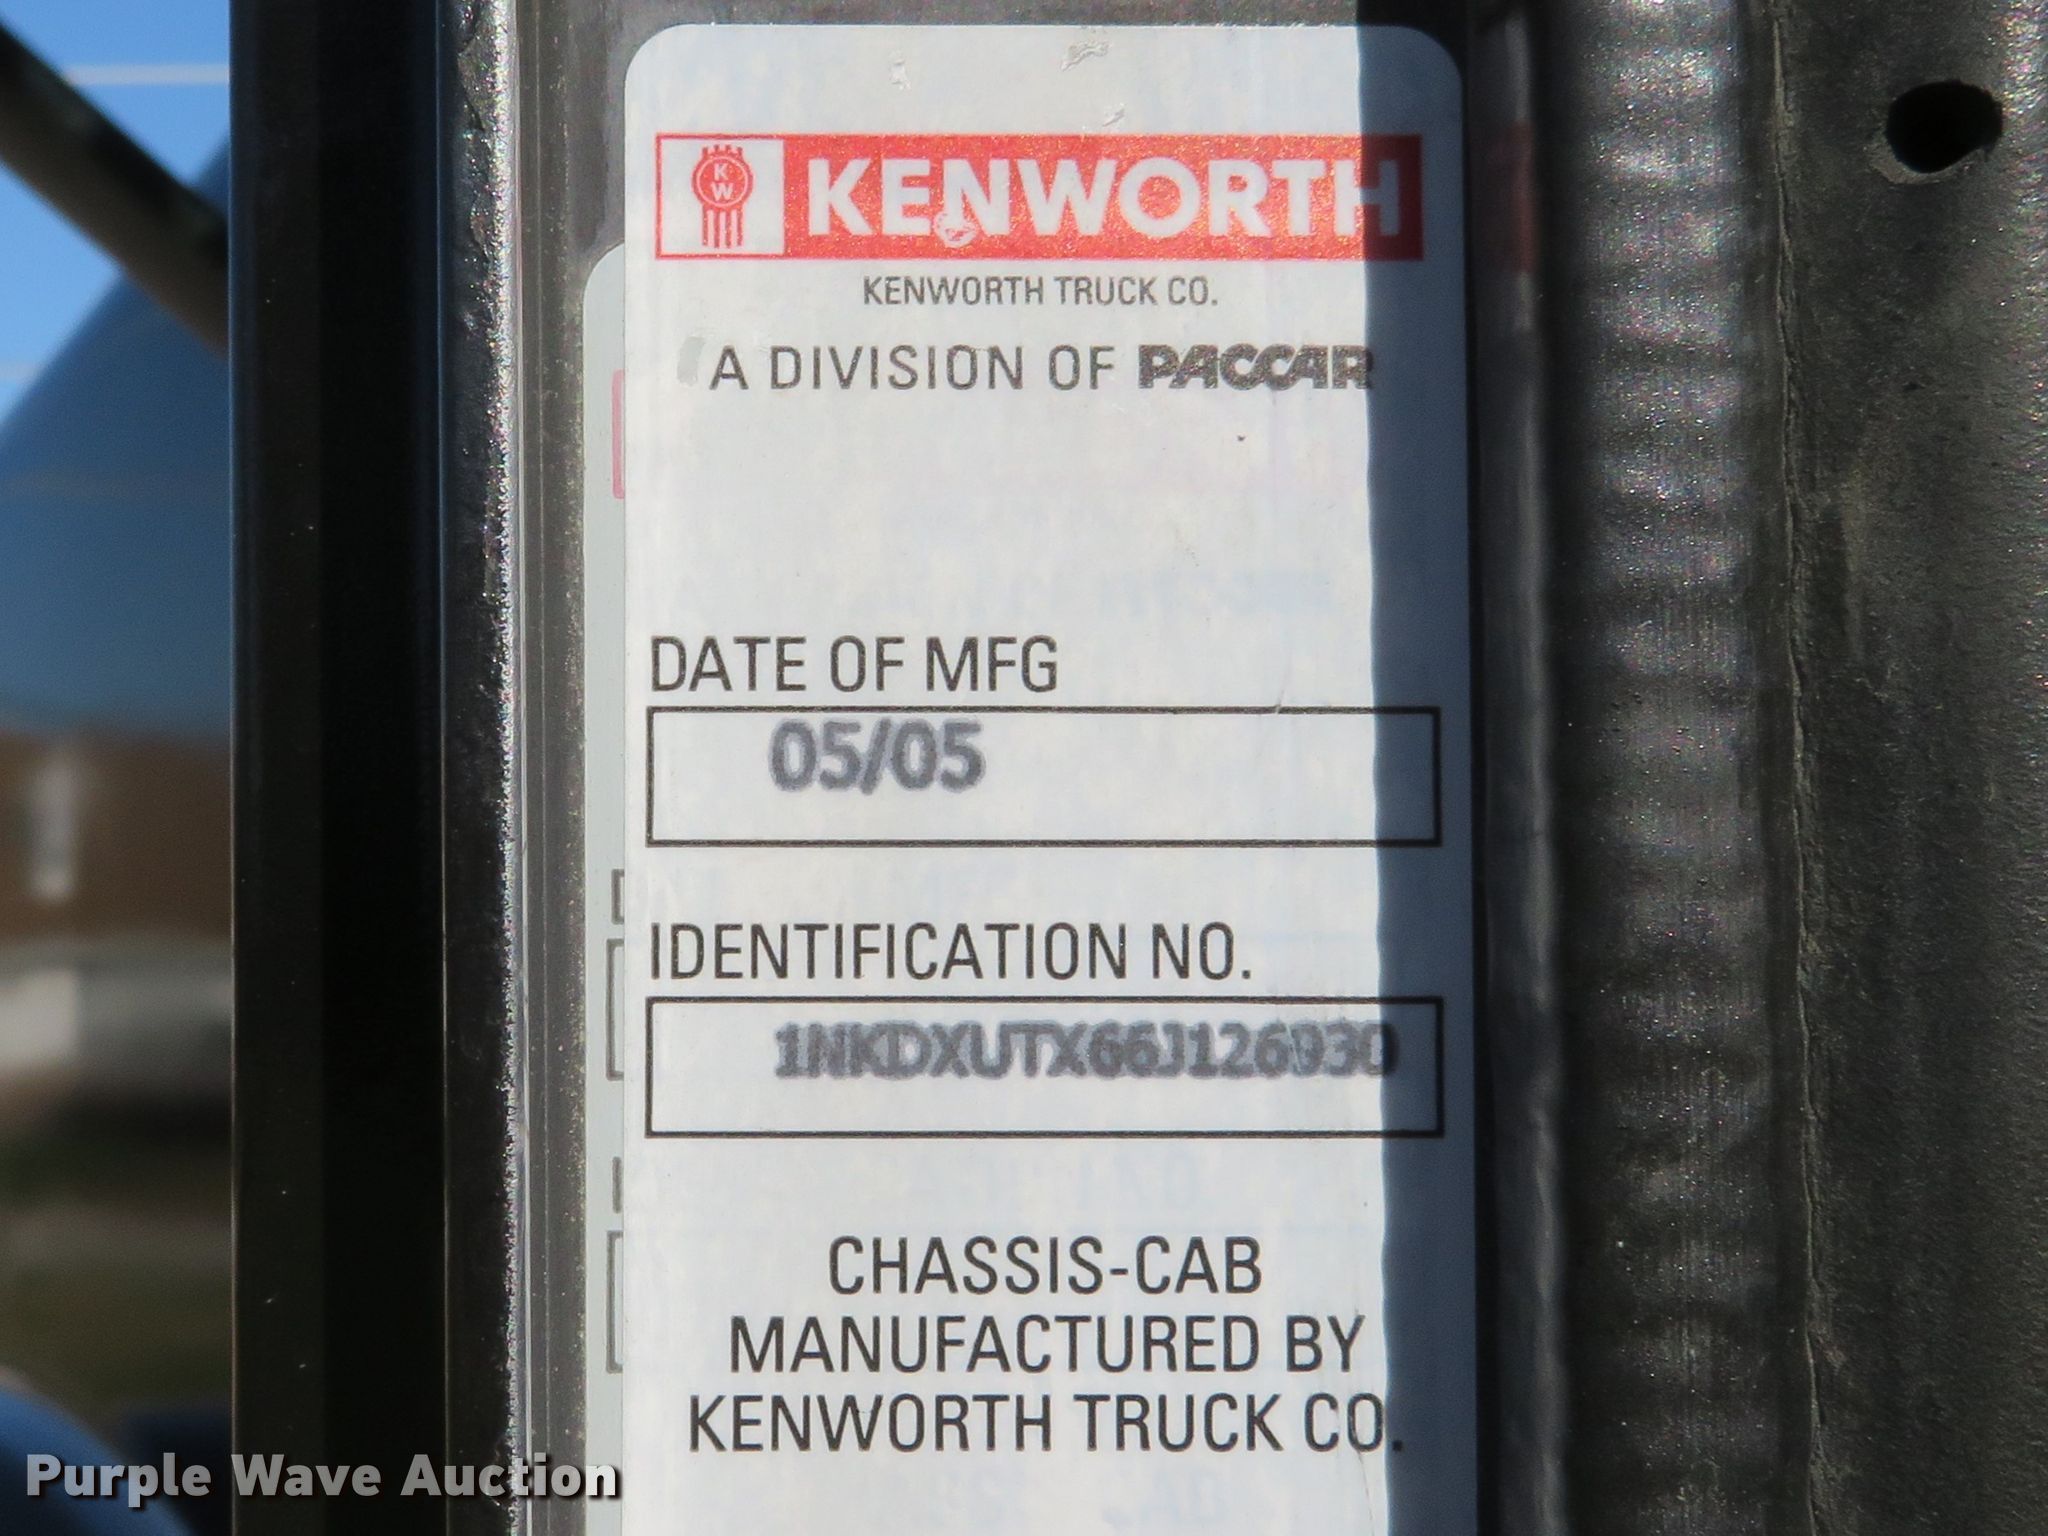 KW
KENWORTH
KENWORTH TRUCK CO.
A DIVISION OF PACCAR
DATE OF MFG
05/05
IDENTIFICATION NO.
1NKDXUTX66J126930
CHASSIS-CAB
MANUFACTURED BY
KENWORTH TRUCK CO.
Purple Wave Auction